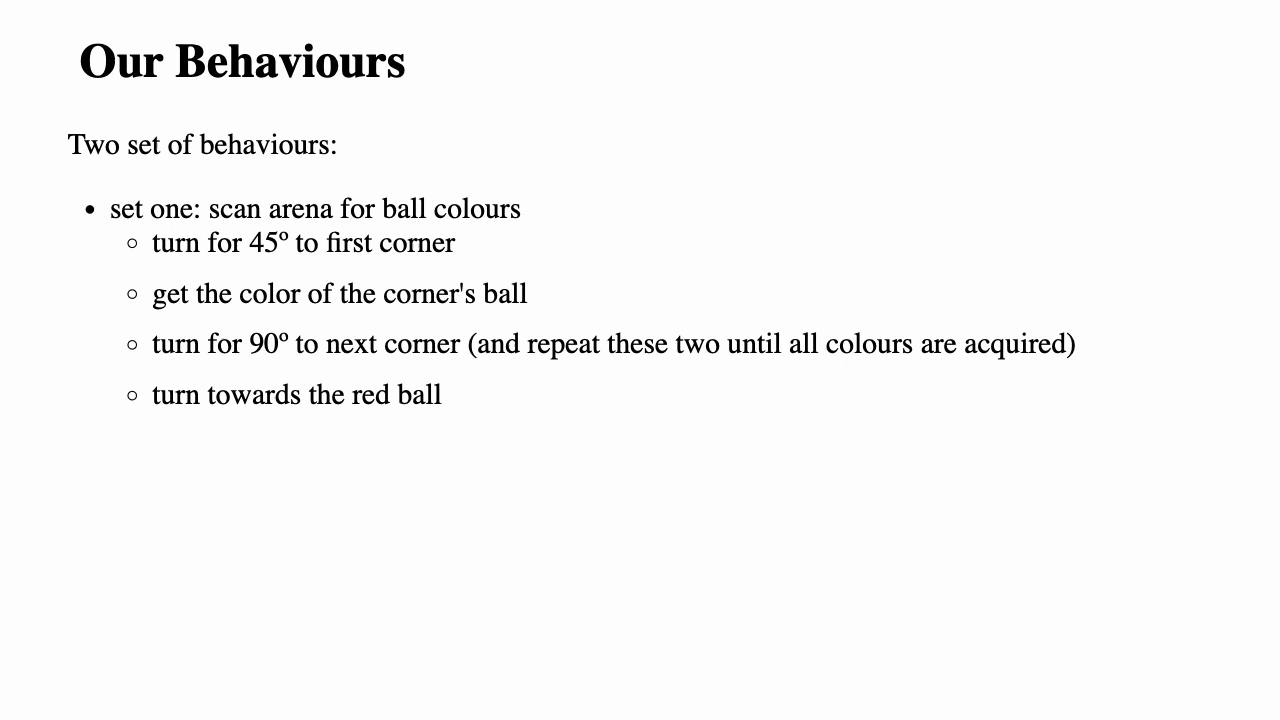 Our Behaviours
Two set of behaviours:
• set one: scan arena for ball colours
◦ turn for 45º to first corner
◦ get the color of the corner's ball
◦ turn for 90º to next corner (and repeat these two until all colours are acquired)
◦ turn towards the red ball